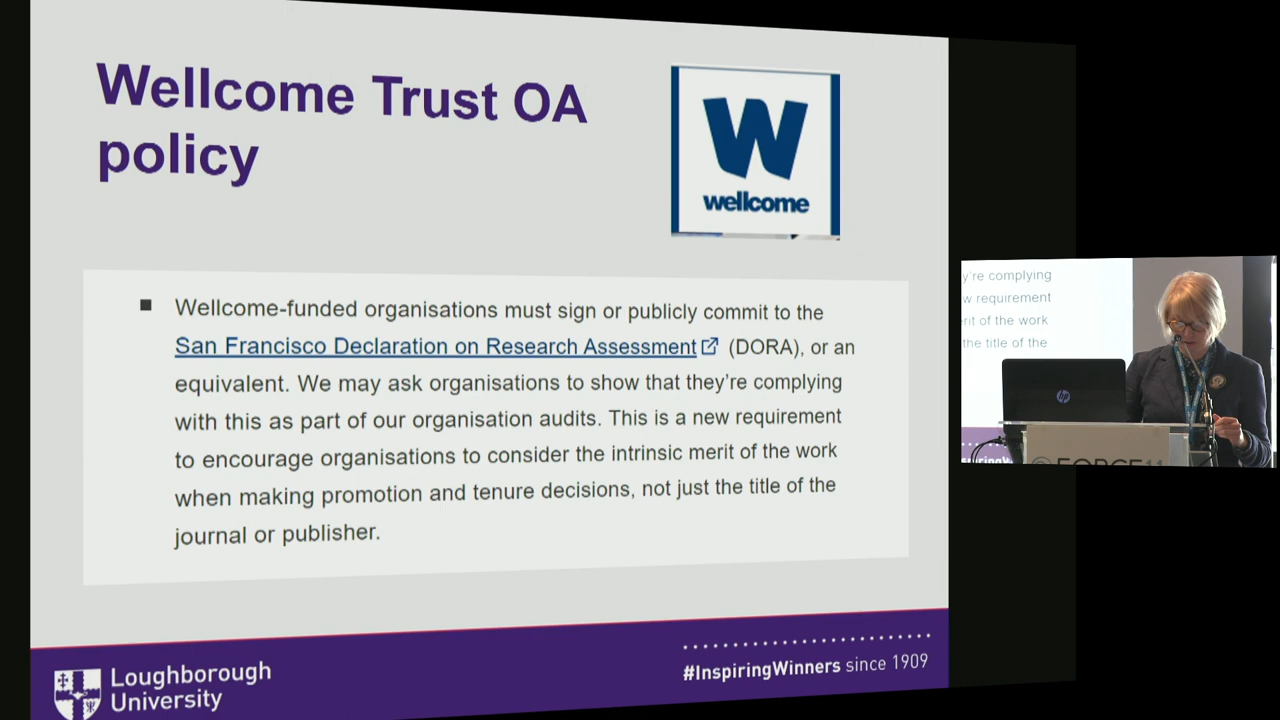 Wellcome Trust OA
policy
W
wellcome
Wellcome-funded organisations must sign or publicly commit to the
San Francisco Declaration on Research Assessment (DORA), or an
equivalent. We may ask organisations to show that they're complying
with this as part of our organisation audits. This is a new requirement
to encourage organisations to consider the intrinsic merit of the work
when making promotion and tenure decisions, not just the title of the
journal or publisher.
Loughborough
University
#InspiringWinners since 1909
y're complying
w requirement
erit of the work
the title of the
hp
FORCE11